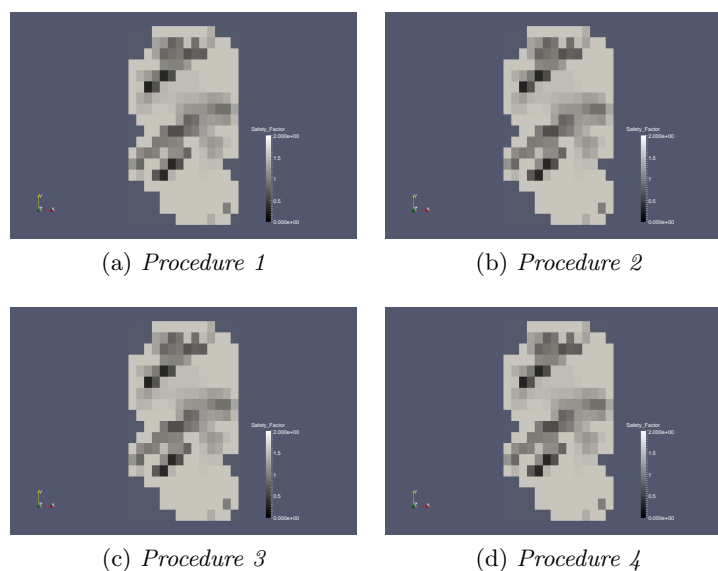 Safety_Factor
2.000e+00
1.5
1
0.5
0.000e+00
Y
X
(a) Procedure 1
Safety_Factor
2.000e+00
1.5
1
0.5
0.000e+00
Y
X
(b) Procedure 2
Safety_Factor
2.000e+00
1.5
1
0.5
0.000e+00
Y
X
(c) Procedure 3
Safety_Factor
2.000e+00
1.5
1
0.5
0.000e+00
Y
X
(d) Procedure 4